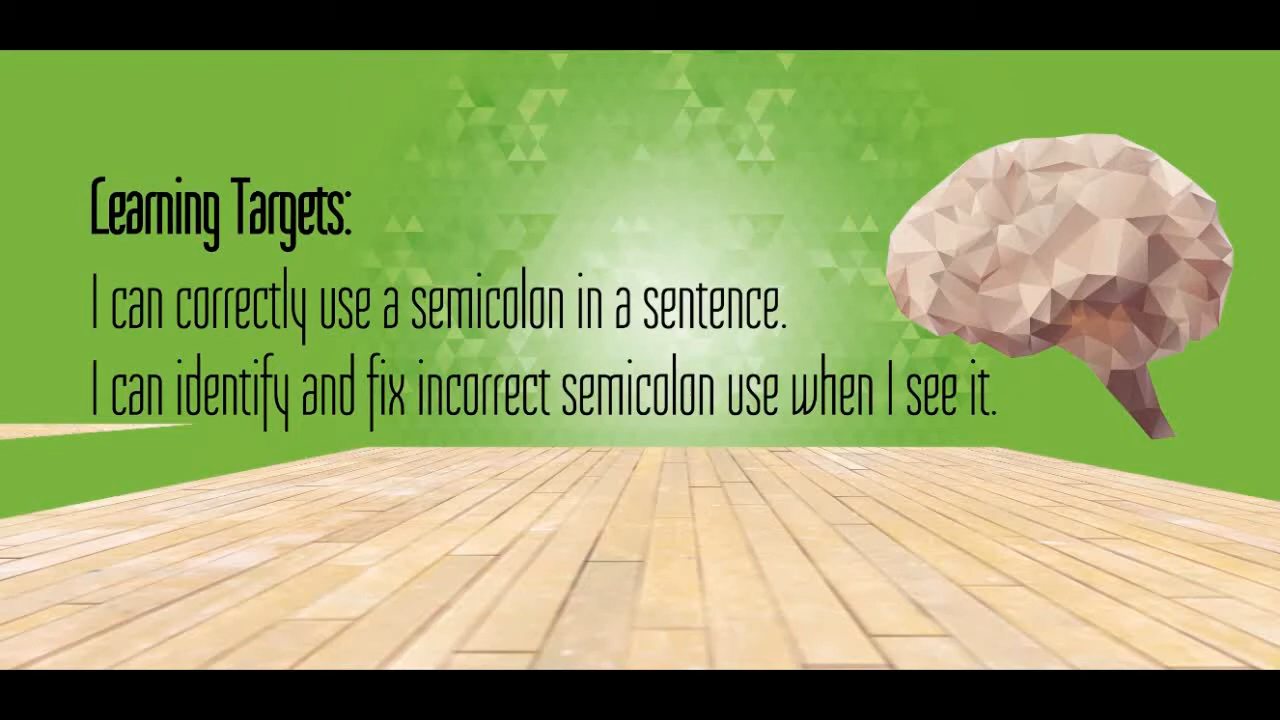 Learning Targets:
I can correctly use a semicolon in a sentence.
I can identify and fix incorrect semicolon use when I see it.